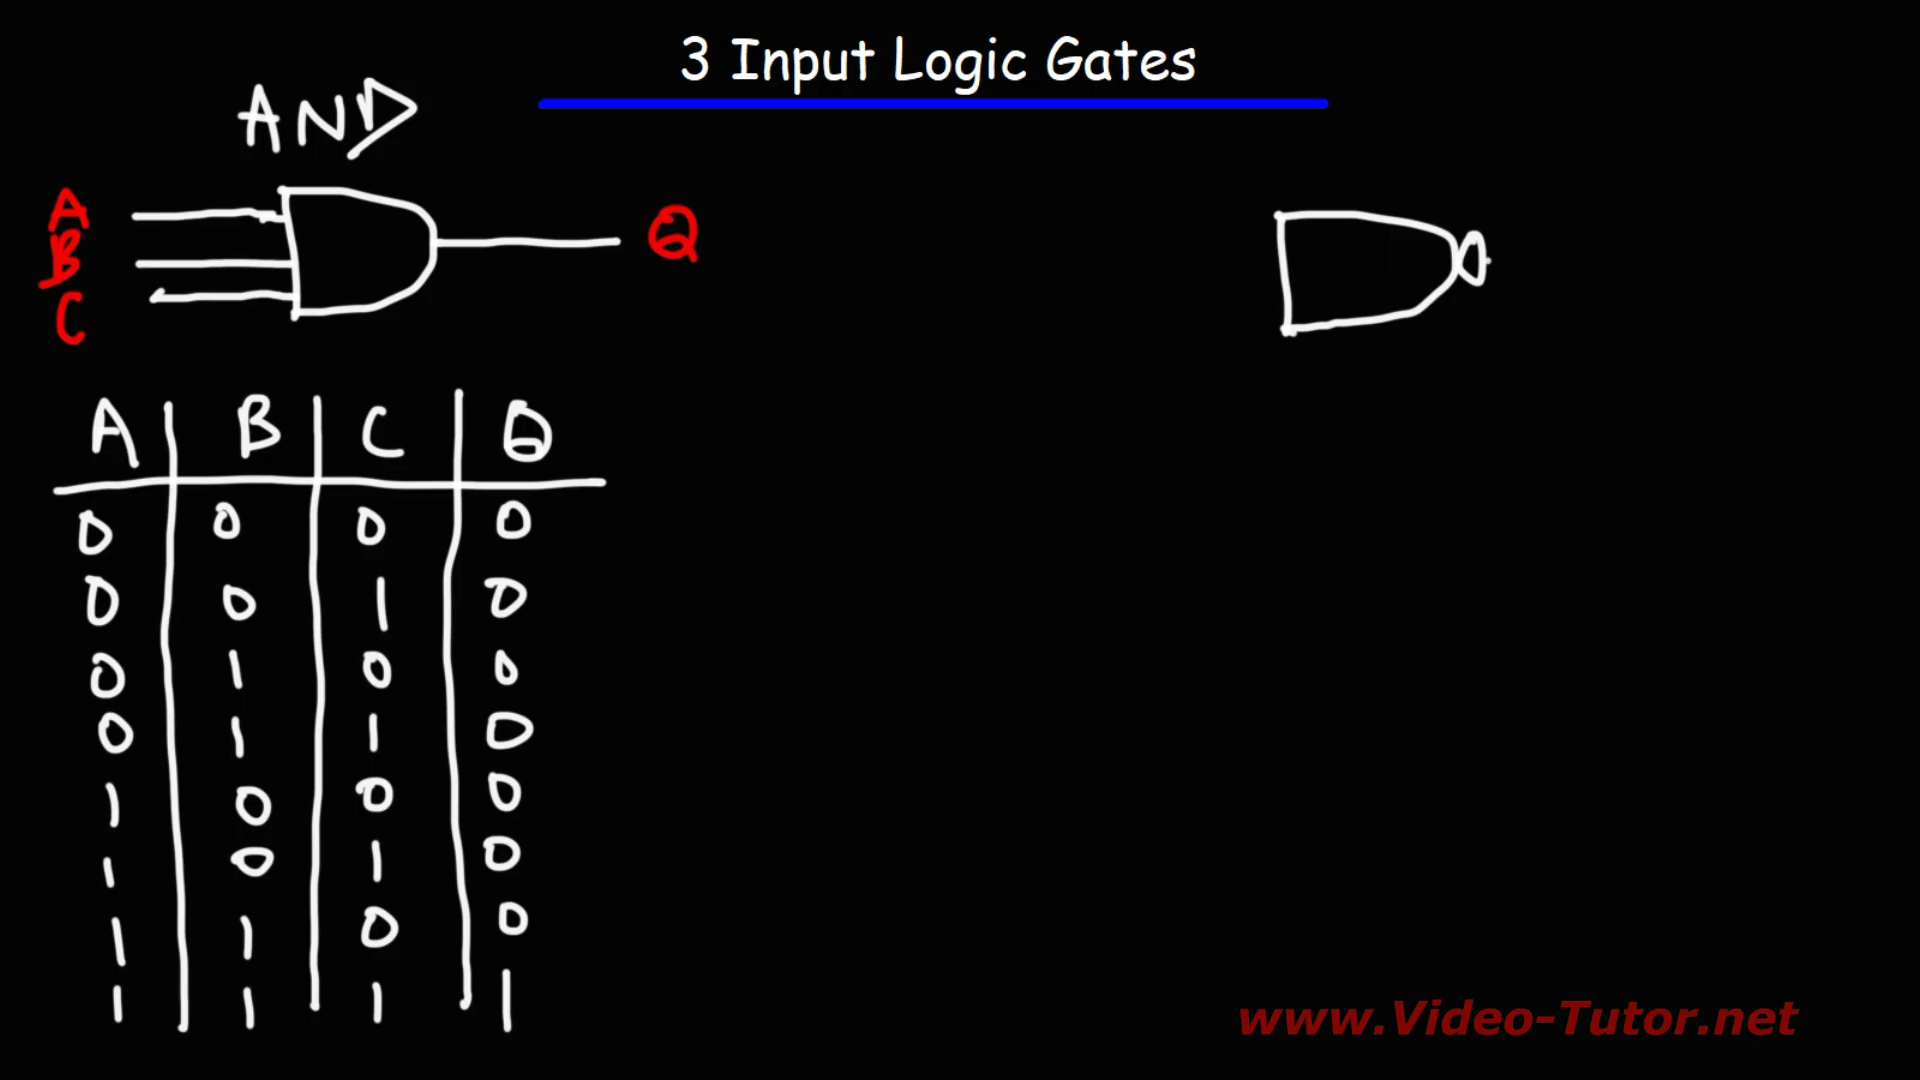 3 Input Logic Gates
AND
A
B
C
Q
A B C Q
0 0 0 0
0 0 1 0
0 1 0 0
0 1 1 0
1 0 0 0
1 0 1 0
1 1 0 0
1 1 1 1
www.Video-Tutor.net